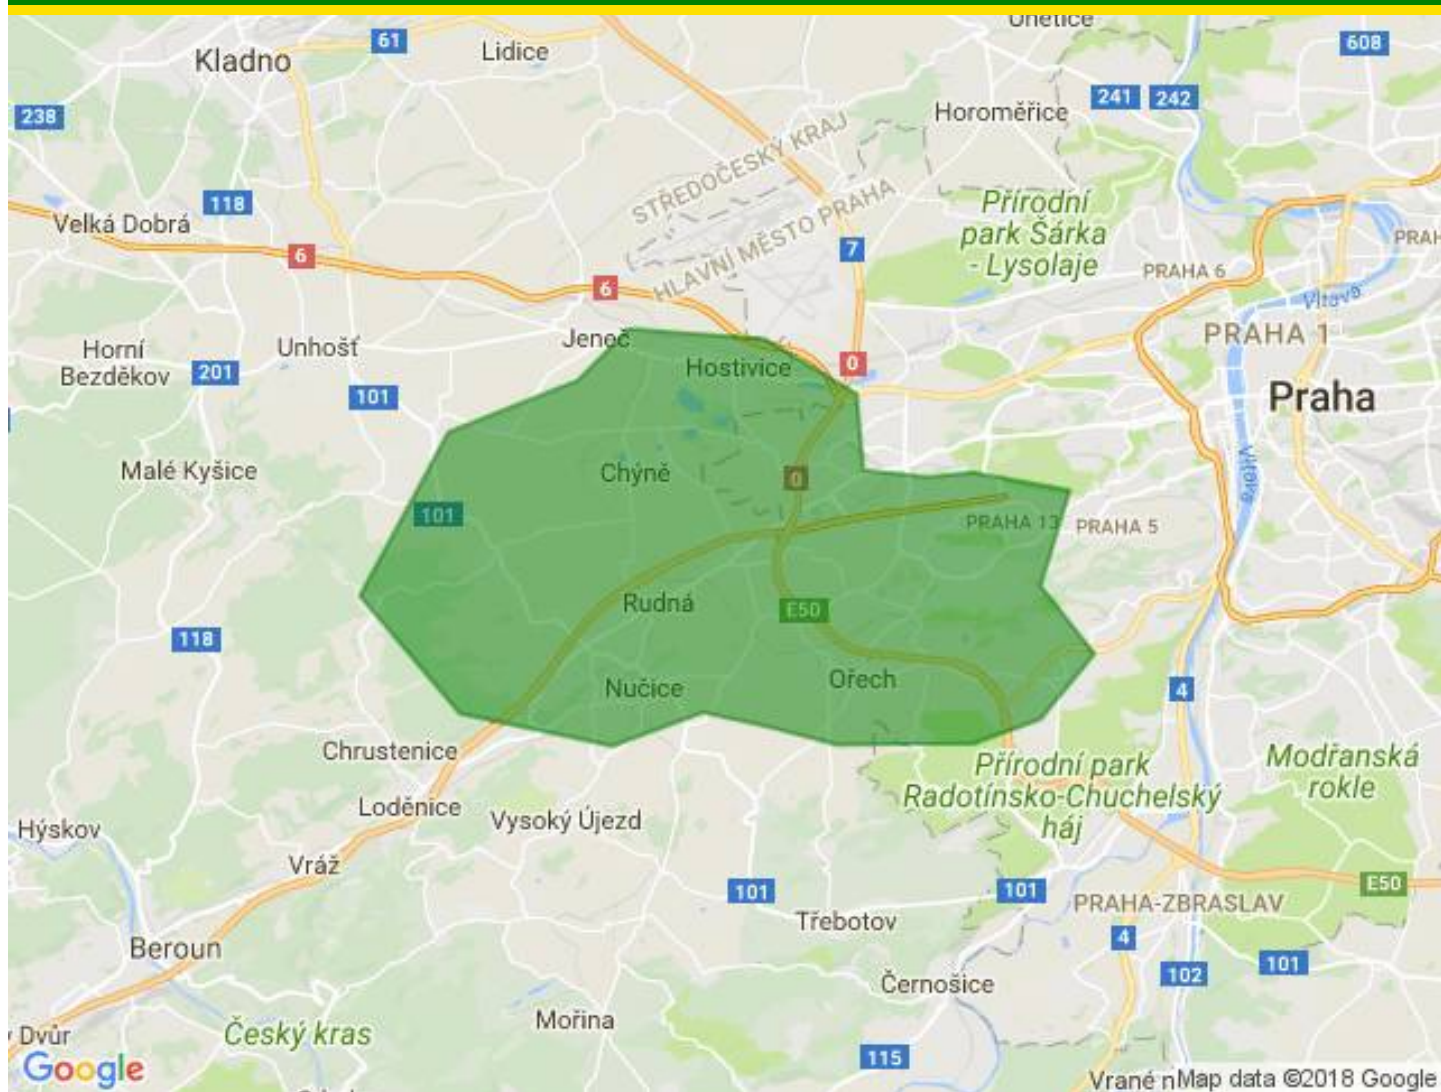 Únětice
61
608
Kladno
Lidice
241
242
Horoměřice
238
STŘEDOČESKÝ KRAJ
HLAVNÍ MĚSTO PRAHA
118
Velká Dobrá
Přírodní
park Šárka
- Lysolaje
7
PRAH
6
PRAHA 6
6
Vltava
Jeneč
PRAHA 1
Unhošť
Horní
Bezděkov
201
Hostivice
0
101
Praha
Malé Kyšice
Chýně
0
Vltava
101
PRAHA 13
PRAHA 5
Rudná
E50
118
Ořech
Nučice
4
Chrustenice
Přírodní park
Radotínsko-Chuchelský
háj
Modřanská
rokle
Loděnice
Vysoký Újezd
Hýskov
Vráž
101
101
E50
PRAHA-ZBRASLAV
Třebotov
4
Beroun
101
102
Černošice
Mořina
Dvůr
Český kras
115
Google
Vrané n
Map data ©2018 Google